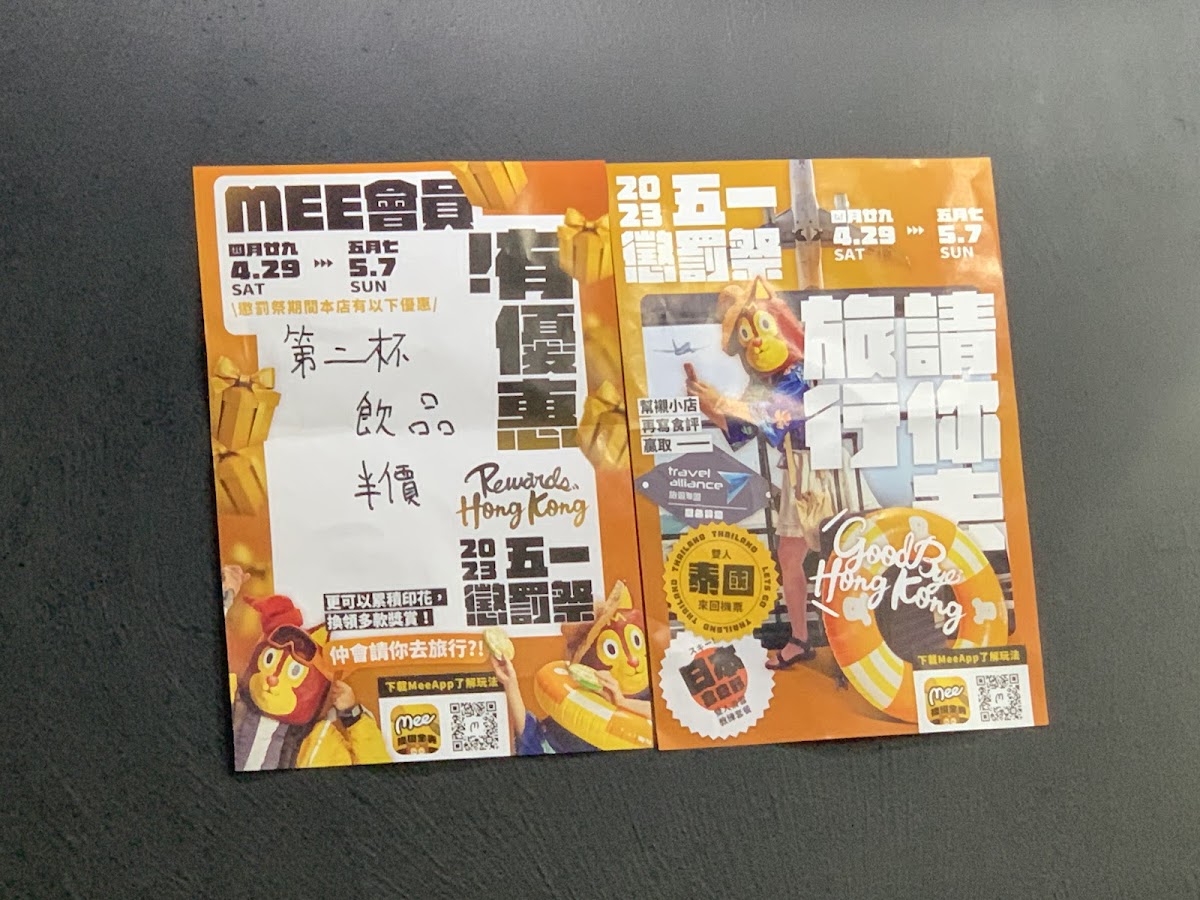 MEE會員
有優惠!
四月廿九 五月七
4.29 5.7
SAT SUN
\懲罰祭期間本店有以下優惠/
第二杯
飲品
半價
Rewards
Hong Kong
2023 五一
懲罰祭
更可以累積印花,
換領多款獎賞!
仲會請你去旅行?!
下載MeeApp了解玩法
Mee
2023 五一
懲罰祭
四月廿九 五月七
4.29 5.7
SAT SUN
請你去
旅行
幫襯小店
再寫食評
贏取
travel
alliance
THAILAND THAILAND LETS GO THAILAND THAILAND
雙人
泰國
來回機票
日本
Good Bye
Hong Kong
下載MeeApp了解玩法
Mee